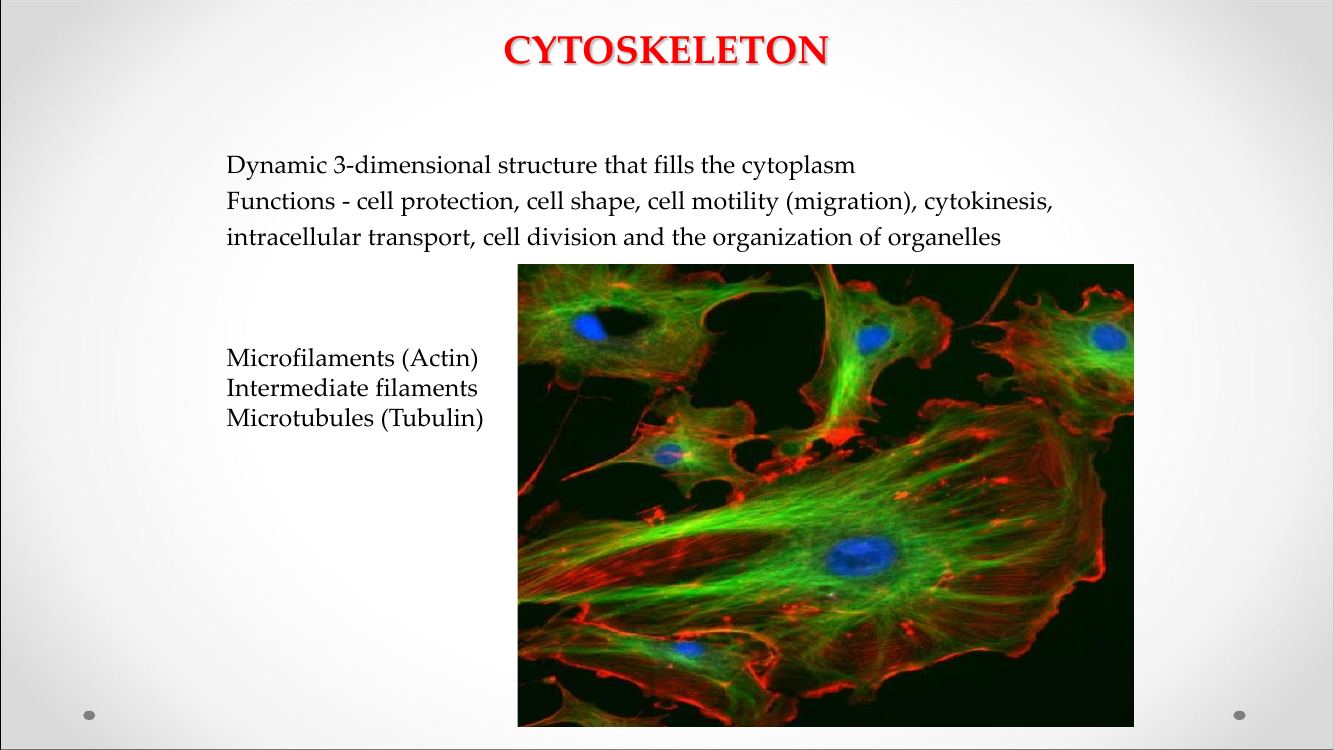 CYTOSKELETON
Dynamic 3-dimensional structure that fills the cytoplasm
Functions - cell protection, cell shape, cell motility (migration), cytokinesis,
intracellular transport, cell division and the organization of organelles
Microfilaments (Actin)
Intermediate filaments
Microtubules (Tubulin)